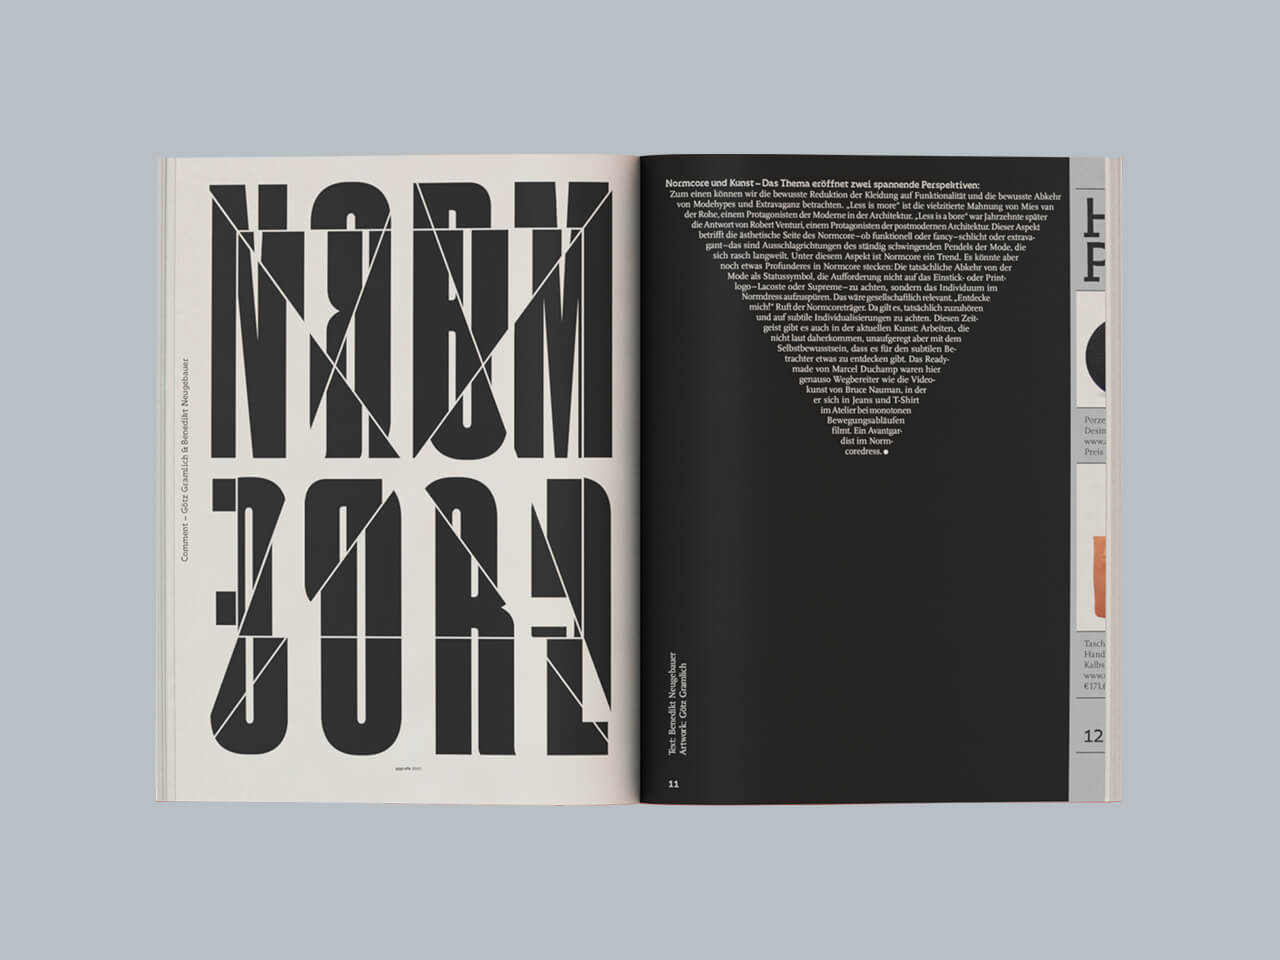 Comment – Götz Gramlich & Benedikt Neugebauer
NORM
CORE
Normcore und Kunst – Das Thema eröffnet zwei spannende Perspektiven:
Zum einen können wir die bewusste Reduktion der Kleidung auf Funktionalität und die bewusste Abkehr
von Modehypes und Extravaganz betrachten. „Less is more“ ist die vielzitierte Mahnung von Mies van
der Rohe, einem Protagonisten der Moderne in der Architektur. „Less is a bore“ war Jahrzehnte später
die Antwort von Robert Venturi, einem Protagonisten der postmodernen Architektur. Dieser Aspekt
betrifft die ästhetische Seite des Normcore – ob funktionell oder fancy – schlicht oder extrava-
gant – das sind Ausschlagrichtungen des ständig schwingenden Pendels der Mode, die
sich rasch langweilt. Unter diesem Aspekt ist Normcore ein Trend. Es könnte aber
noch etwas Profunderes in Normcore stecken: Die tatsächliche Abkehr von der
Mode als Statussymbol, die Aufforderung nicht auf das Einstick- oder Print-
logo – Lacoste oder Supreme – zu achten, sondern das Individuum im
Normdress aufzuspüren. Das wäre gesellschaftlich relevant. „Entdecke
mich!“ Ruft der Normcoreträger. Da gilt es, tatsächlich zuzuhören
und auf subtile Individualisierungen zu achten. Diesen Zeit-
geist gibt es auch in der aktuellen Kunst: Arbeiten, die
nicht laut daherkommen, unaufgeregt aber mit dem
Selbstbewusstsein, dass es für den subtilen Be-
trachter etwas zu entdecken gibt. Das Ready-
made von Marcel Duchamp waren hier
genauso Wegbereiter wie die Video-
kunst von Bruce Nauman, in der
er sich in Jeans und T-Shirt
im Atelier bei monotonen
Bewegungsabläufen
filmt. Ein Avantgar-
dist im Norm-
coredress.
Text: Benedikt Neugebauer
Artwork: Götz Gramlich
11
H
P
Porze
Desin
www.
Preis
Tasch
Hand
Kalbs
www.
€171,
12